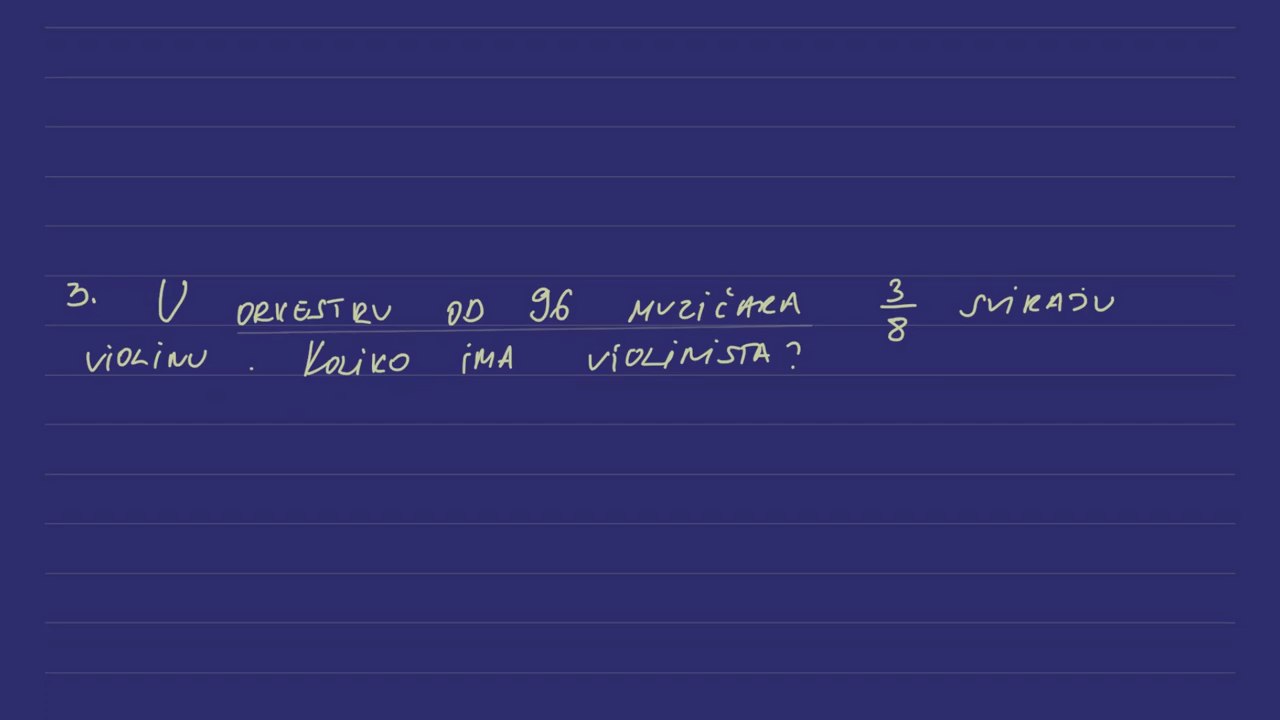 3. U ORKESTRU OD 96 MUZIČARA 3/8 SVIRAJU
VIOLINU. KOLIKO IMA VIOLINISTA?